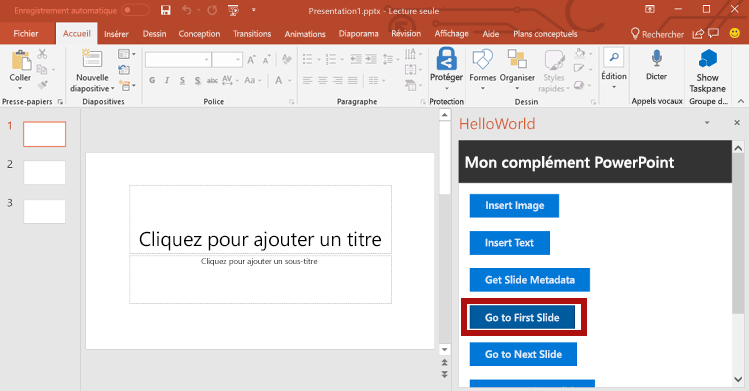 Enregistrement automatique
Presentation1.pptx - Lecture seule
Fichier Accueil Insérer Dessin Conception Transitions Animations Diaporama Révision Affichage Aide Plans conceptuels Rechercher
Coller
Nouvelle diapositive
G I S S abc AV Aa A
Protéger
Formes
Organiser
Styles rapides
Édition
Dicter
Show Taskpane
Presse-papiers Diapositives Police Paragraphe Protection Dessin Appels vocaux Groupe d...
1
2
3
Cliquez pour ajouter un titre
Cliquez pour ajouter un sous-titre
HelloWorld
Mon complément PowerPoint
Insert Image
Insert Text
Get Slide Metadata
Go to First Slide
Go to Next Slide